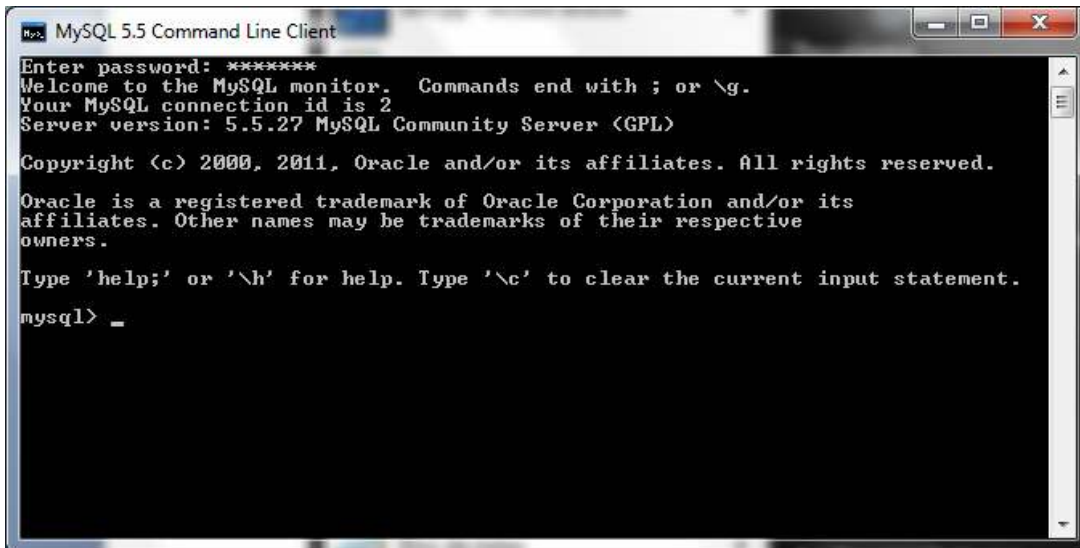 MySQL 5.5 Command Line Client
Enter password: *******
Welcome to the MySQL monitor.  Commands end with ; or \g.
Your MySQL connection id is 2
Server version: 5.5.27 MySQL Community Server (GPL)
Copyright (c) 2000, 2011, Oracle and/or its affiliates. All rights reserved.
Oracle is a registered trademark of Oracle Corporation and/or its
affiliates. Other names may be trademarks of their respective
owners.
Type 'help;' or '\h' for help. Type '\c' to clear the current input statement.
mysql> _